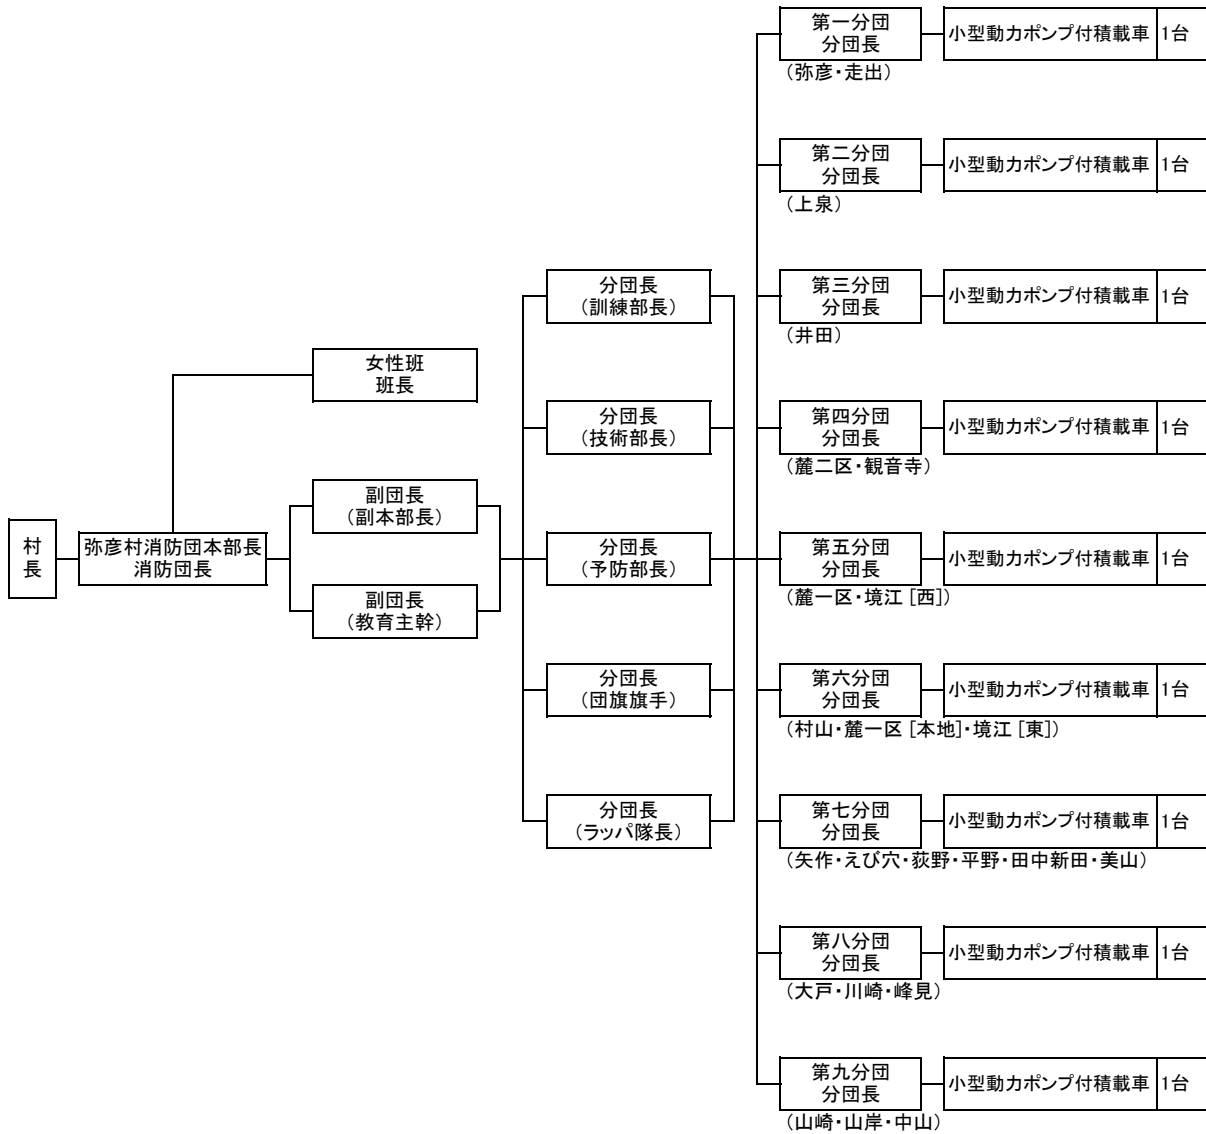 村
長
弥彦村消防団本部長
消防団長
女性班
班長
副団長
（副本部長）
副団長
（教育主幹）
分団長
（訓練部長）
分団長
（技術部長）
分団長
（予防部長）
分団長
（団旗旗手）
分団長
（ラッパ隊長）
第一分団
分団長
小型動力ポンプ付積載車 1台
（弥彦・走出）
第二分団
分団長
小型動力ポンプ付積載車 1台
（上泉）
第三分団
分団長
小型動力ポンプ付積載車 1台
（井田）
第四分団
分団長
小型動力ポンプ付積載車 1台
（麓二区・観音寺）
第五分団
分団長
小型動力ポンプ付積載車 1台
（麓一区・境江［西］）
第六分団
分団長
小型動力ポンプ付積載車 1台
（村山・麓一区［本地］・境江［東］）
第七分団
分団長
小型動力ポンプ付積載車 1台
（矢作・えび穴・荻野・平野・田中新田・美山）
第八分団
分団長
小型動力ポンプ付積載車 1台
（大戸・川崎・峰見）
第九分団
分団長
小型動力ポンプ付積載車 1台
（山崎・山岸・中山）